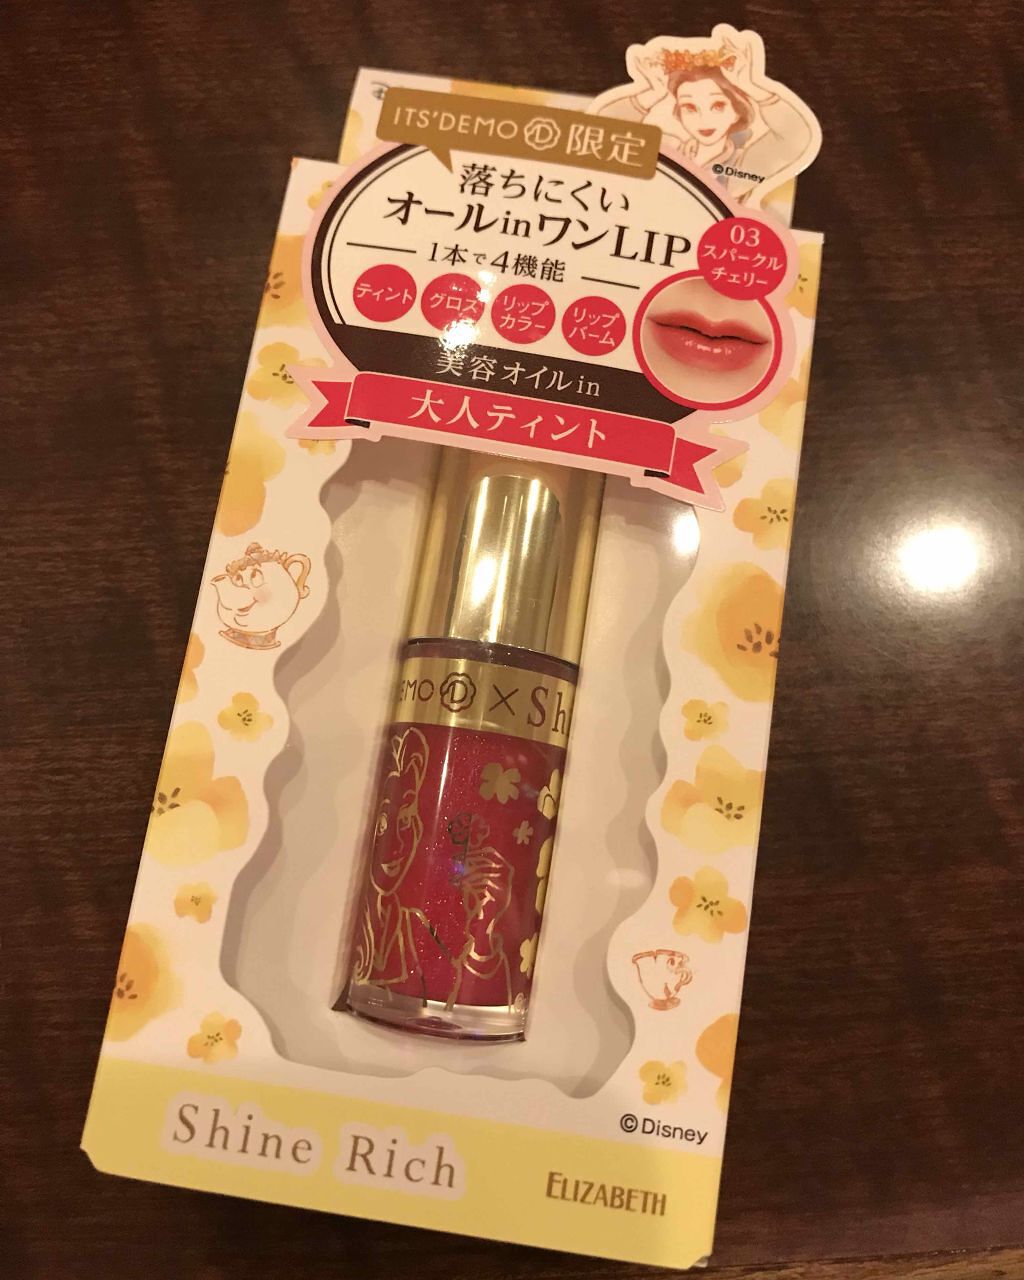 ITS'DEMO D 限定
©Disney
落ちにくい
オールinワンLIP
1本で4機能
03
スパークル
チェリー
ティント
グロス
リップ
カラー
リップ
バーム
美容オイルin
大人ティント
DEMO D × Sh
©Disney
Shine Rich
ELIZABETH